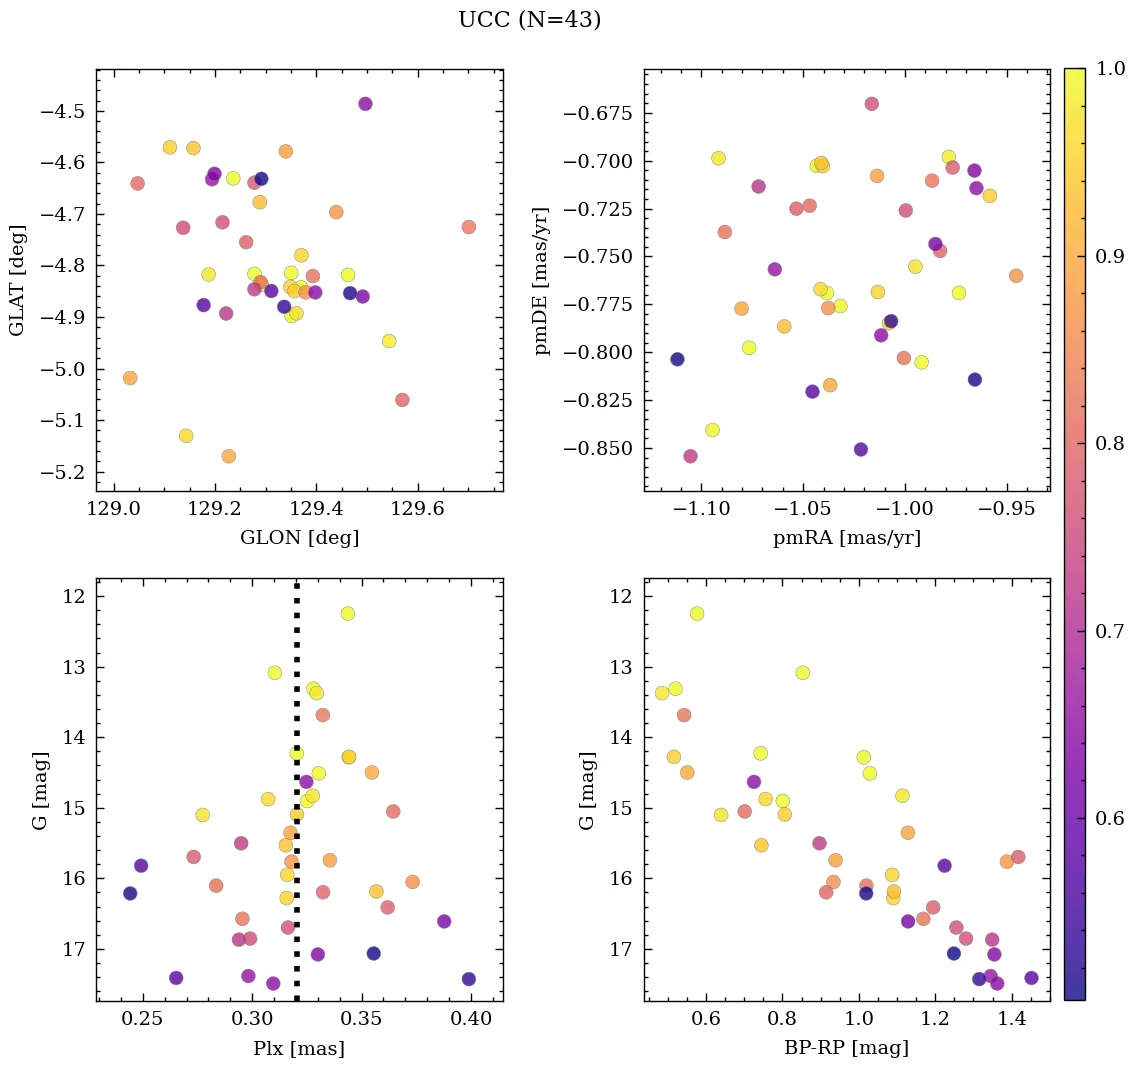 UCC (N=43)
−4.5
−4.6
−4.7
−4.8
−4.9
−5.0
−5.1
−5.2
GLAT [deg]
129.0 129.2 129.4 129.6
GLON [deg]
−0.675
−0.700
−0.725
−0.750
−0.775
−0.800
−0.825
−0.850
pmDE [mas/yr]
−1.10 −1.05 −1.00 −0.95
pmRA [mas/yr]
12
13
14
15
16
17
G [mag]
0.25 0.30 0.35 0.40
Plx [mas]
12
13
14
15
16
17
G [mag]
0.6 0.8 1.0 1.2 1.4
BP-RP [mag]
1.0
0.9
0.8
0.7
0.6